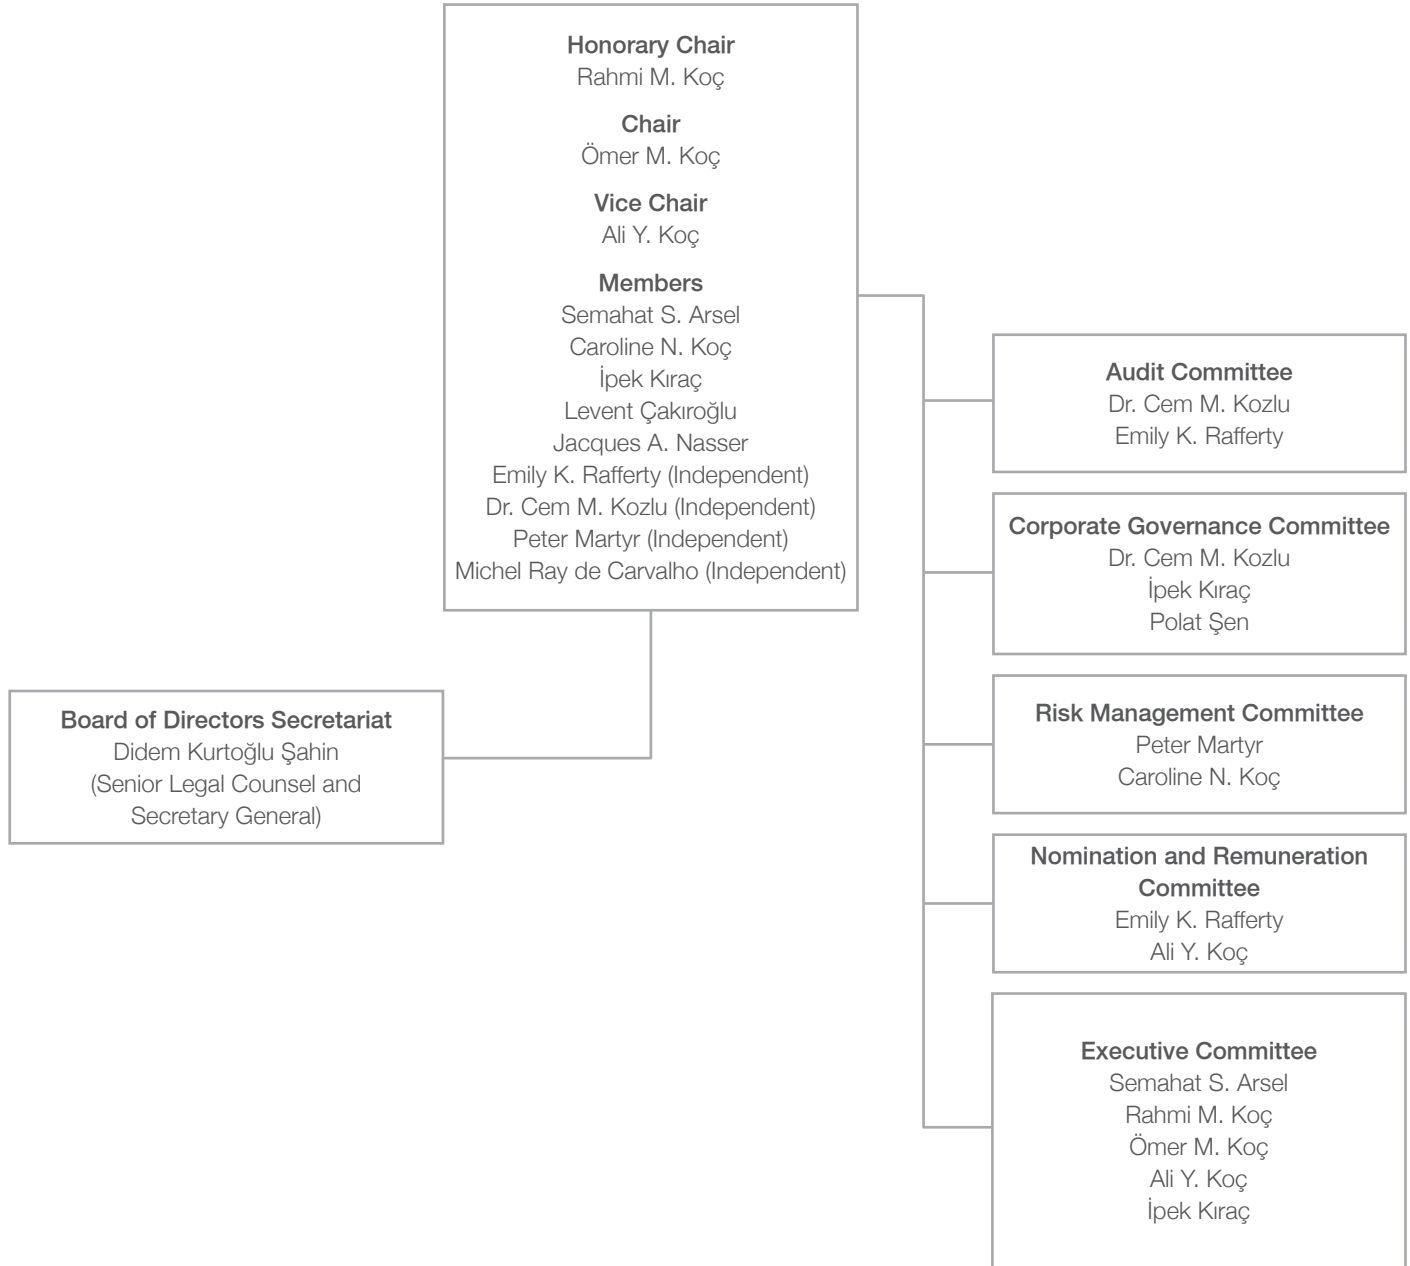 Honorary Chair
Rahmi M. Koç
Chair
Ömer M. Koç
Vice Chair
Ali Y. Koç
Members
Semahat S. Arsel
Caroline N. Koç
İpek Kıraç
Levent Çakıroğlu
Jacques A. Nasser
Emily K. Rafferty (Independent)
Dr. Cem M. Kozlu (Independent)
Peter Martyr (Independent)
Michel Ray de Carvalho (Independent)
Board of Directors Secretariat
Didem Kurtoğlu Şahin
(Senior Legal Counsel and
Secretary General)
Audit Committee
Dr. Cem M. Kozlu
Emily K. Rafferty
Corporate Governance Committee
Dr. Cem M. Kozlu
İpek Kıraç
Polat Şen
Risk Management Committee
Peter Martyr
Caroline N. Koç
Nomination and Remuneration
Committee
Emily K. Rafferty
Ali Y. Koç
Executive Committee
Semahat S. Arsel
Rahmi M. Koç
Ömer M. Koç
Ali Y. Koç
İpek Kıraç